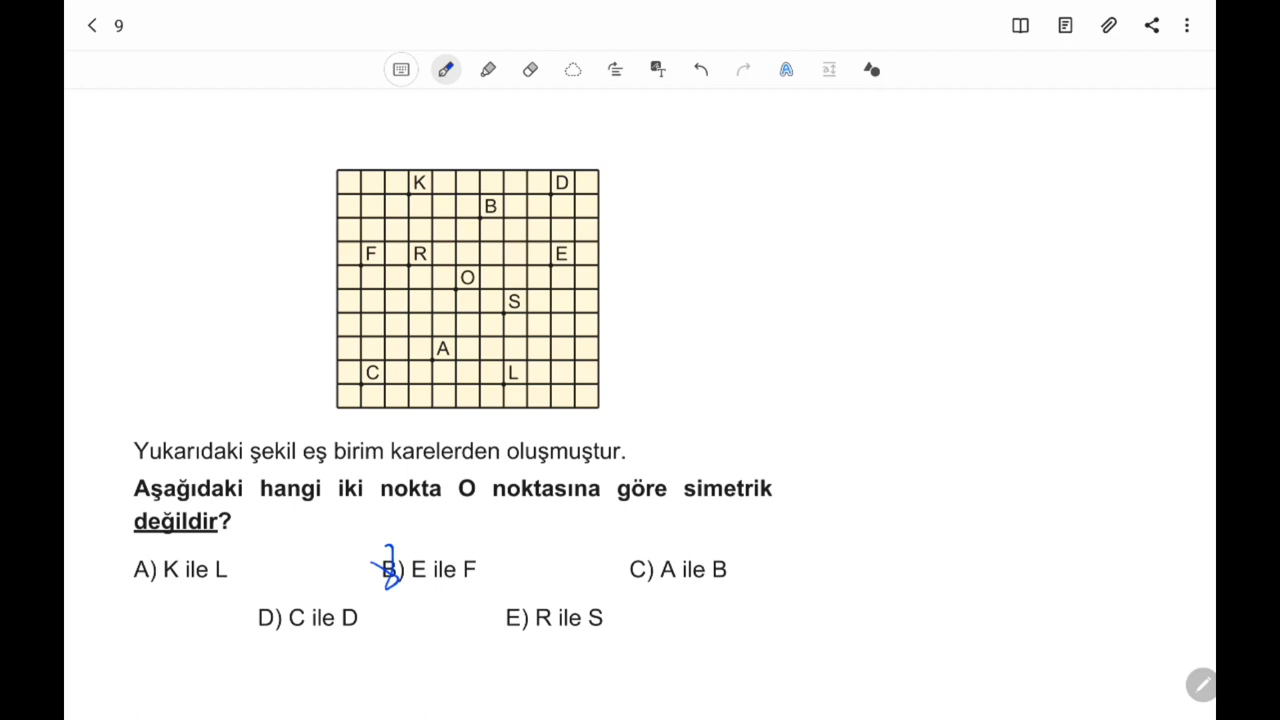 9
K D
B
F R E
O
S
A
C L
Yukarıdaki şekil eş birim karelerden oluşmuştur.
Aşağıdaki hangi iki nokta O noktasına göre simetrik
değildir?
A) K ile L B) E ile F C) A ile B
D) C ile D E) R ile S